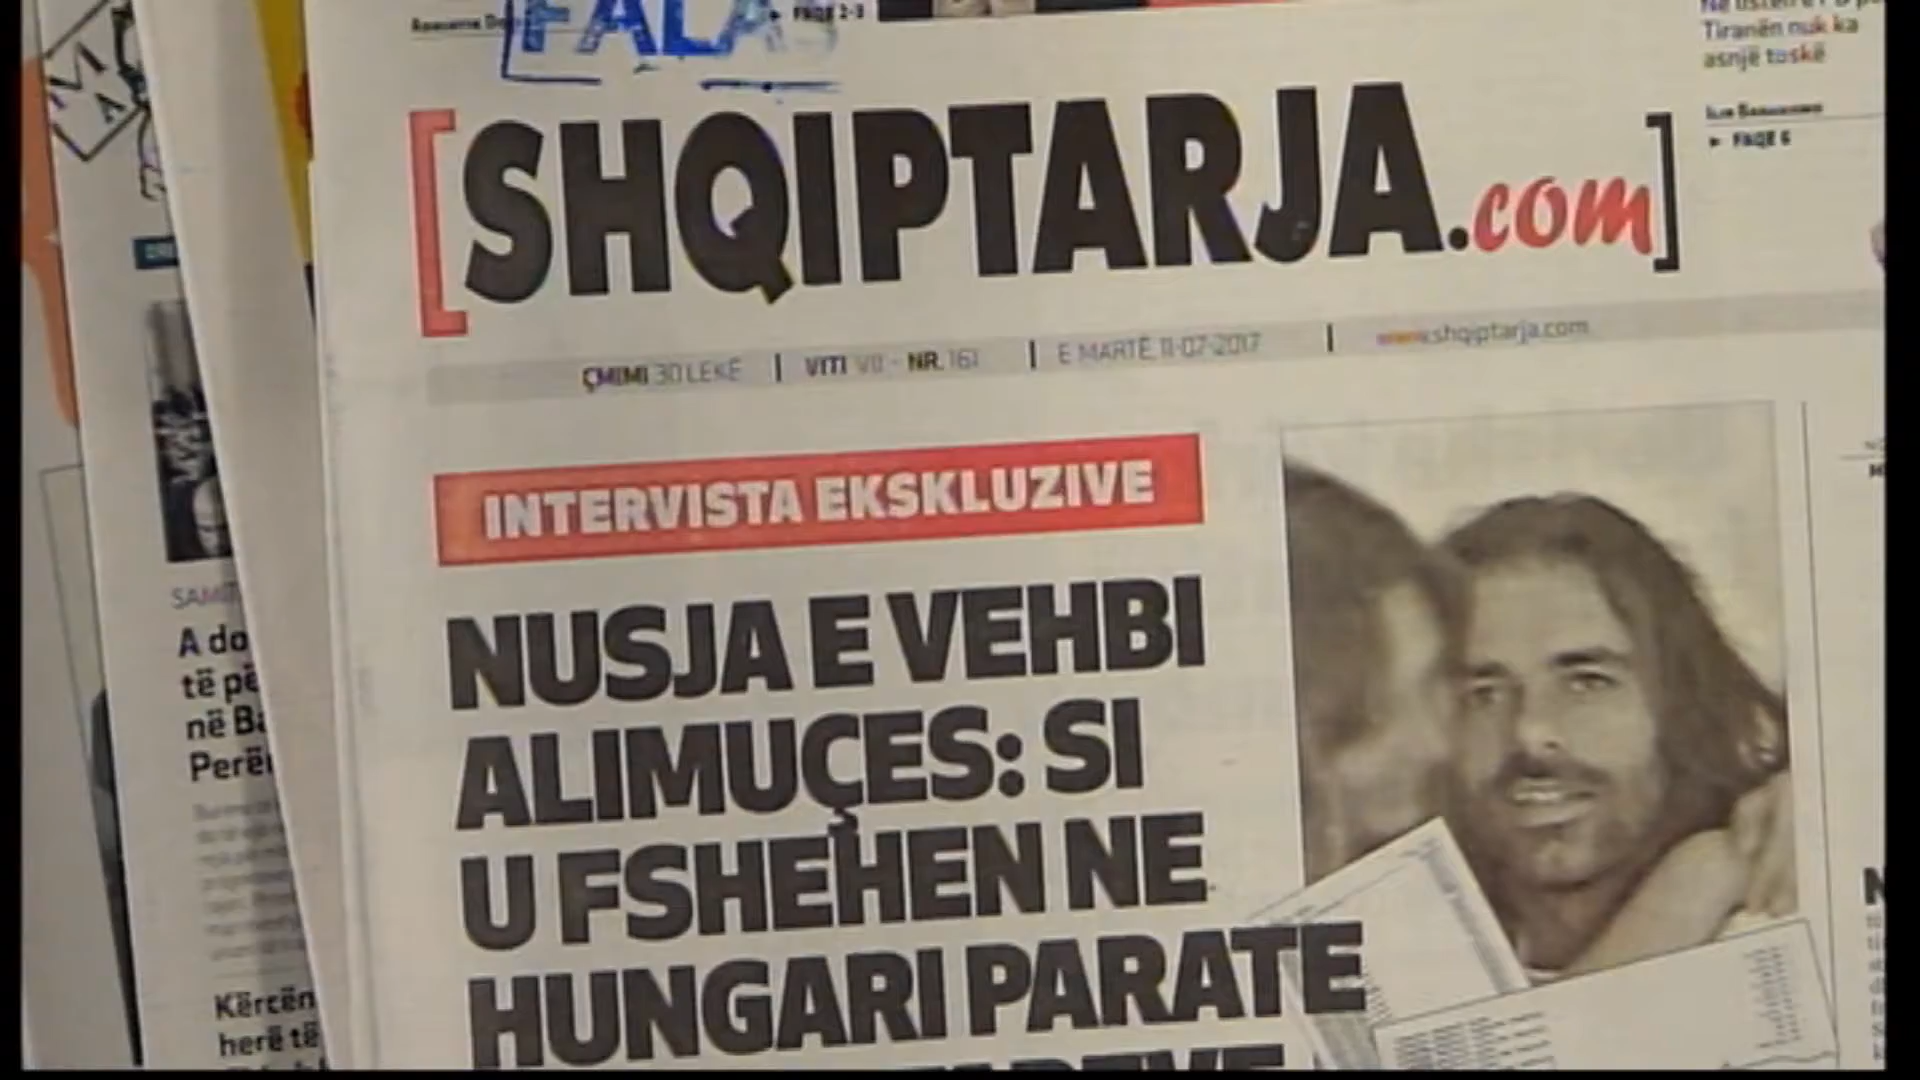 FALAS
FAQE 2-3
Tiranën nuk ka
asnjë toskë
FAQE 6
[SHQIPTARJA.com]
ÇMIMI 30 LEKË | VITI VII - NR. 161 | E MARTË, 11-07-2017 | www.shqiptarja.com
INTERVISTA EKSKLUZIVE
NUSJA E VEHBI
ALIMUÇES: SI
U FSHEHEN NE
HUNGARI PARATE
A do
të pë
në Ba
Perën
Kërcën
herë të